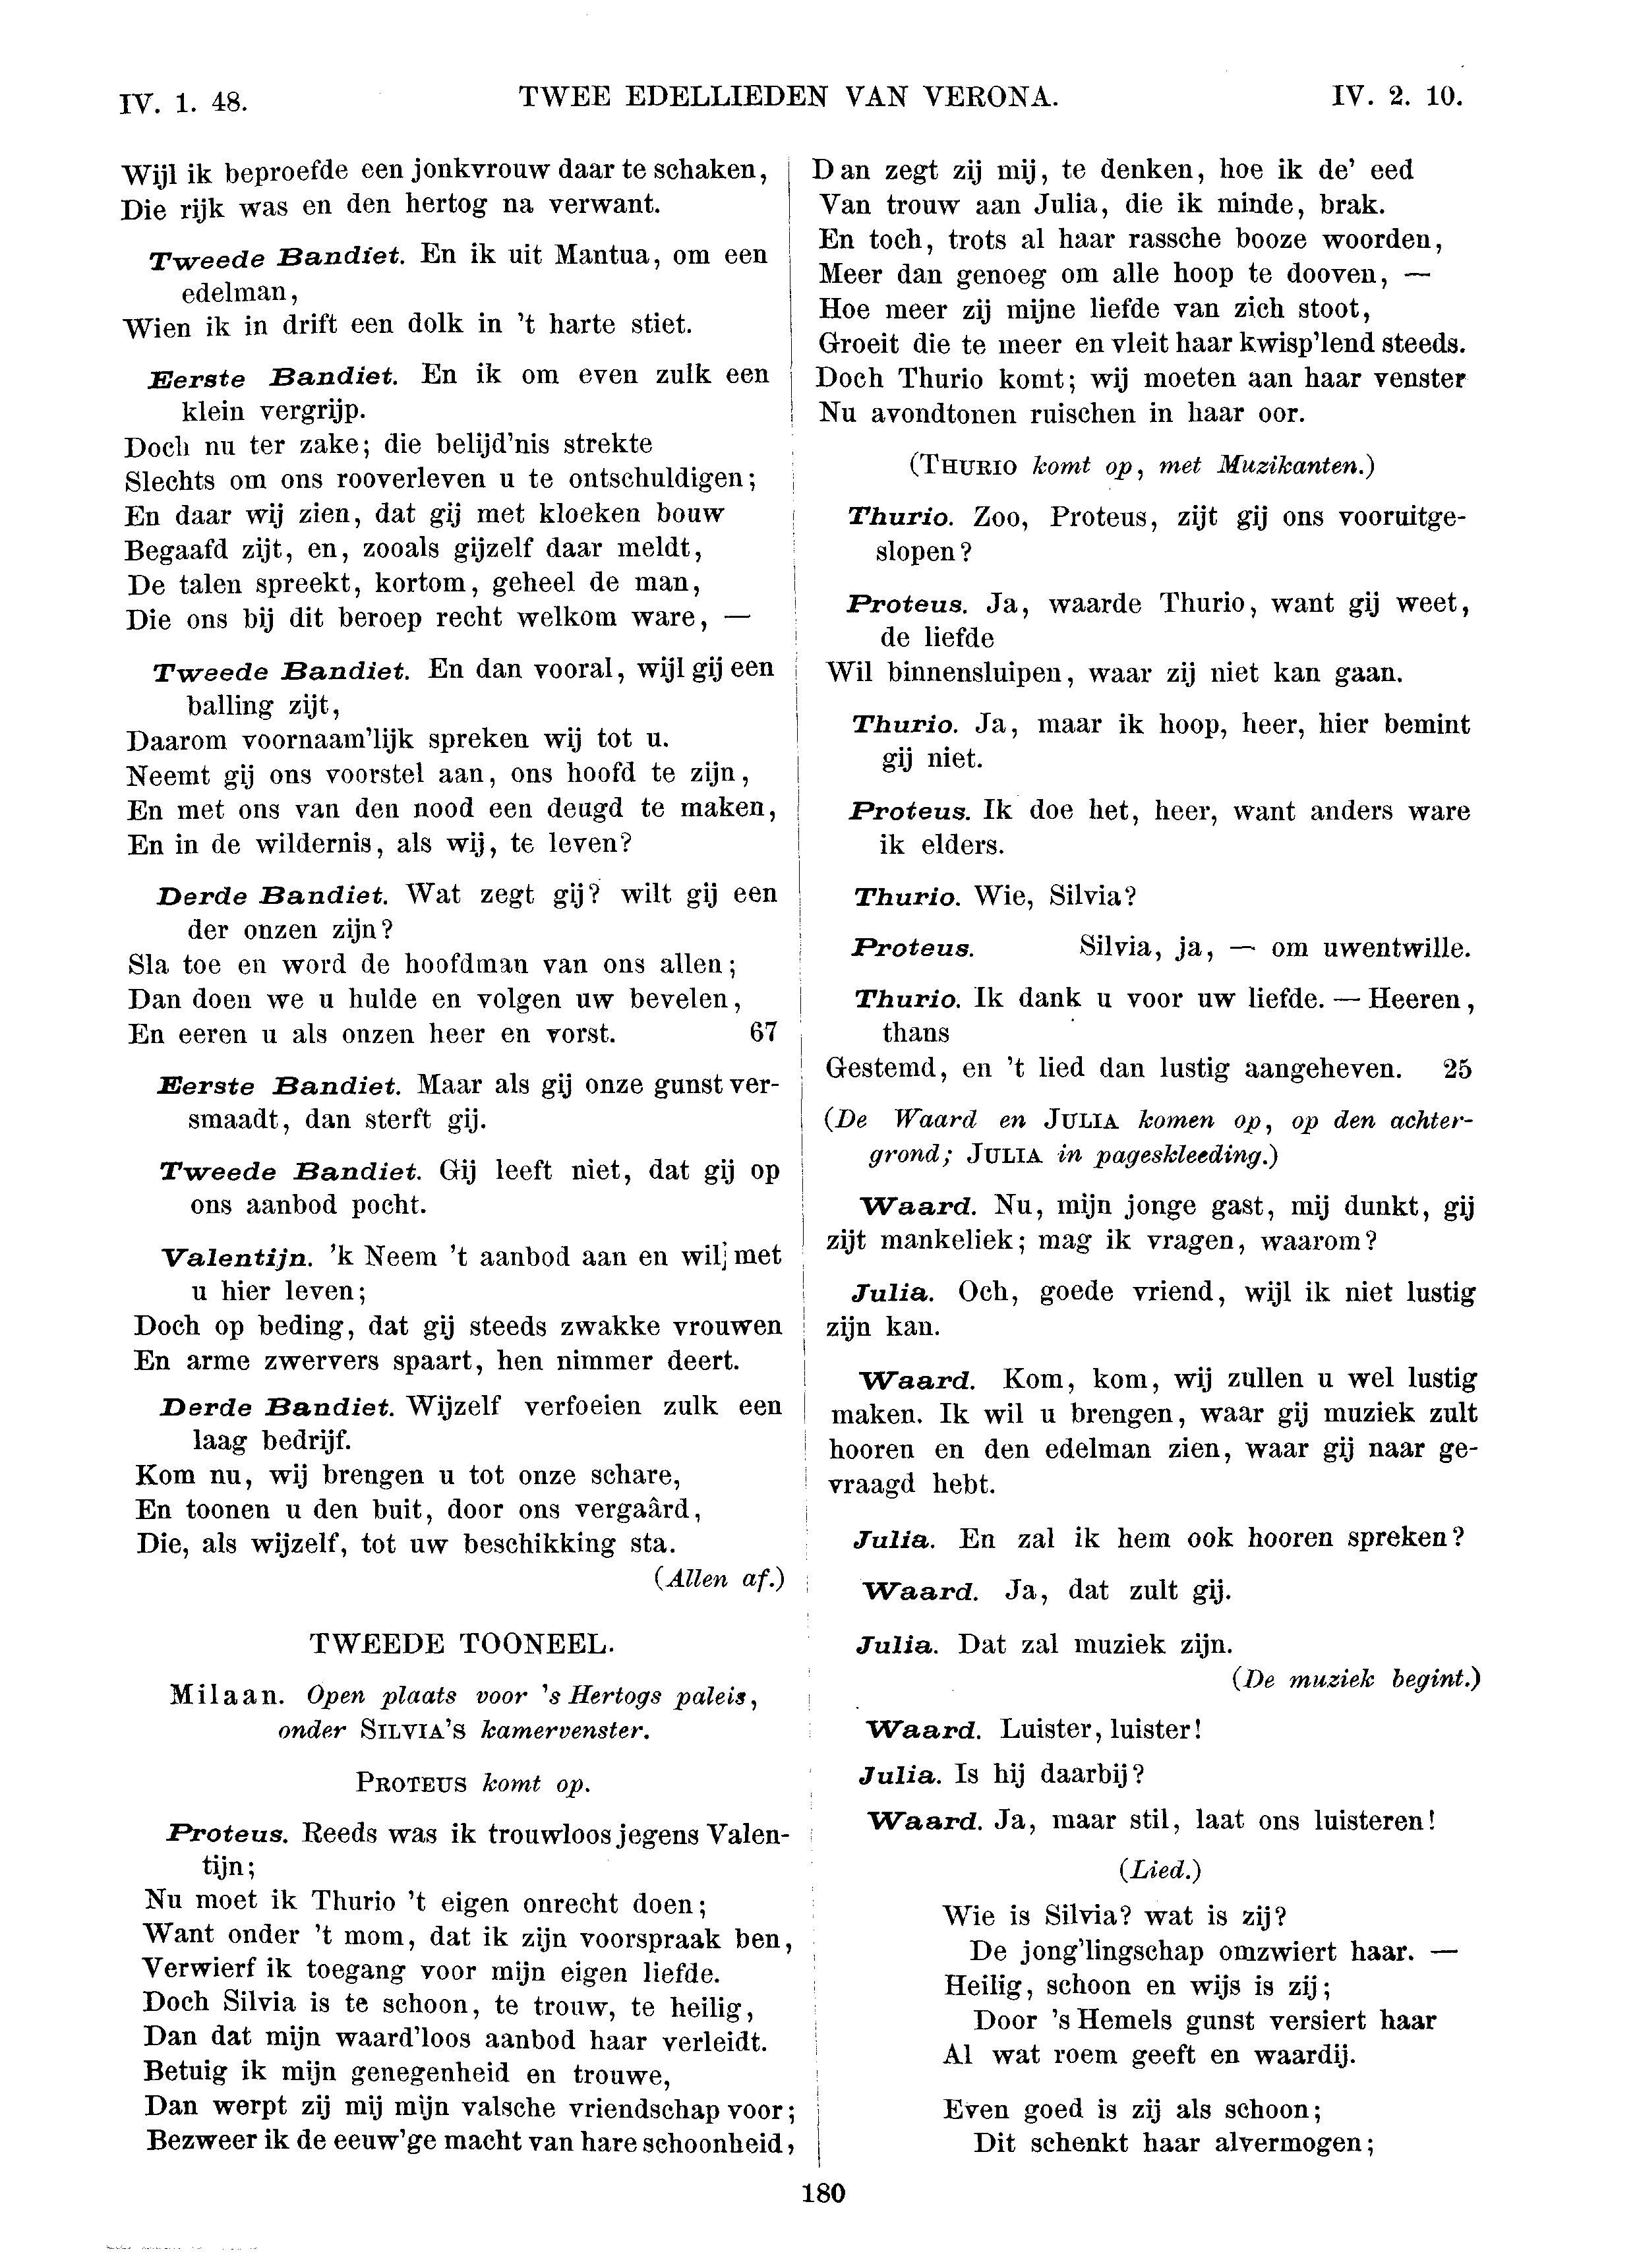 IV. 1. 48.
TWEE EDELLIEDEN VAN VERONA.
IV. 2. 10.
Wijl ik beproefde een jonkvrouw daar te schaken,
Die rijk was en den hertog na verwant.
Tweede Bandiet. En ik uit Mantua, om een
edelman,
Wien ik in drift een dolk in 't harte stiet.
Eerste Bandiet. En ik om even zulk een
klein vergrijp.
Doch nu ter zake; die belijd'nis strekte
Slechts om ons rooverleven u te ontschuldigen;
En daar wij zien, dat gij met kloeken bouw
Begaafd zijt, en, zooals gijzelf daar meldt,
De talen spreekt, kortom, geheel de man,
Die ons bij dit beroep recht welkom ware, —
Tweede Bandiet. En dan vooral, wijl gij een
balling zijt,
Daarom voornaam'lijk spreken wij tot u.
Neemt gij ons voorstel aan, ons hoofd te zijn,
En met ons van den nood een deugd te maken,
En in de wildernis, als wij, te leven?
Derde Bandiet. Wat zegt gij? wilt gij een
der onzen zijn?
Sla toe en word de hoofdman van ons allen;
Dan doen we u hulde en volgen uw bevelen,
En eeren u als onzen heer en vorst. 67
Eerste Bandiet. Maar als gij onze gunst ver-
smaadt, dan sterft gij.
Tweede Bandiet. Gij leeft niet, dat gij op
ons aanbod pocht.
Valentijn. 'k Neem 't aanbod aan en wil met
u hier leven;
Doch op beding, dat gij steeds zwakke vrouwen
En arme zwervers spaart, hen nimmer deert.
Derde Bandiet. Wijzelf verfoeien zulk een
laag bedrijf.
Kom nu, wij brengen u tot onze schare,
En toonen u den buit, door ons vergaârd,
Die, als wijzelf, tot uw beschikking sta.
(Allen af.)
TWEEDE TOONEEL.
Milaan. Open plaats voor 's Hertogs paleis,
onder SILVIA'S kamervenster.
PROTEUS komt op.
Proteus. Reeds was ik trouwloos jegens Valen-
tijn;
Nu moet ik Thurio 't eigen onrecht doen;
Want onder 't mom, dat ik zijn voorspraak ben,
Verwierf ik toegang voor mijn eigen liefde.
Doch Silvia is te schoon, te trouw, te heilig,
Dan dat mijn waard'loos aanbod haar verleidt.
Betuig ik mijn genegenheid en trouwe,
Dan werpt zij mij mijn valsche vriendschap voor;
Bezweer ik de eeuw'ge macht van hare schoonheid,
Dan zegt zij mij, te denken, hoe ik de' eed
Van trouw aan Julia, die ik minde, brak.
En toch, trots al haar rassche booze woorden,
Meer dan genoeg om alle hoop te dooven, —
Hoe meer zij mijne liefde van zich stoot,
Groeit die te meer en vleit haar kwisp'lend steeds.
Doch Thurio komt; wij moeten aan haar venster
Nu avondtonen ruischen in haar oor.
(THURIO komt op, met Muzikanten.)
Thurio. Zoo, Proteus, zijt gij ons vooruitge-
slopen?
Proteus. Ja, waarde Thurio, want gij weet,
de liefde
Wil binnensluipen, waar zij niet kan gaan.
Thurio. Ja, maar ik hoop, heer, hier bemint
gij niet.
Proteus. Ik doe het, heer, want anders ware
ik elders.
Thurio. Wie, Silvia?
Proteus. Silvia, ja, — om uwentwille.
Thurio. Ik dank u voor uw liefde. — Heeren,
thans
Gestemd, en 't lied dan lustig aangeheven. 25
(De Waard en JULIA komen op, op den achter-
grond; JULIA in pageskleeding.)
Waard. Nu, mijn jonge gast, mij dunkt, gij
zijt mankeliek; mag ik vragen, waarom?
Julia. Och, goede vriend, wijl ik niet lustig
zijn kan.
Waard. Kom, kom, wij zullen u wel lustig
maken. Ik wil u brengen, waar gij muziek zult
hooren en den edelman zien, waar gij naar ge-
vraagd hebt.
Julia. En zal ik hem ook hooren spreken?
Waard. Ja, dat zult gij.
Julia. Dat zal muziek zijn.
(De muziek begint.)
Waard. Luister, luister!
Julia. Is hij daarbij?
Waard. Ja, maar stil, laat ons luisteren!
(Lied.)
Wie is Silvia? wat is zij?
De jong'lingschap omzwiert haar. —
Heilig, schoon en wijs is zij;
Door 's Hemels gunst versiert haar
Al wat roem geeft en waardij.
Even goed is zij als schoon;
Dit schenkt haar alvermogen;
180